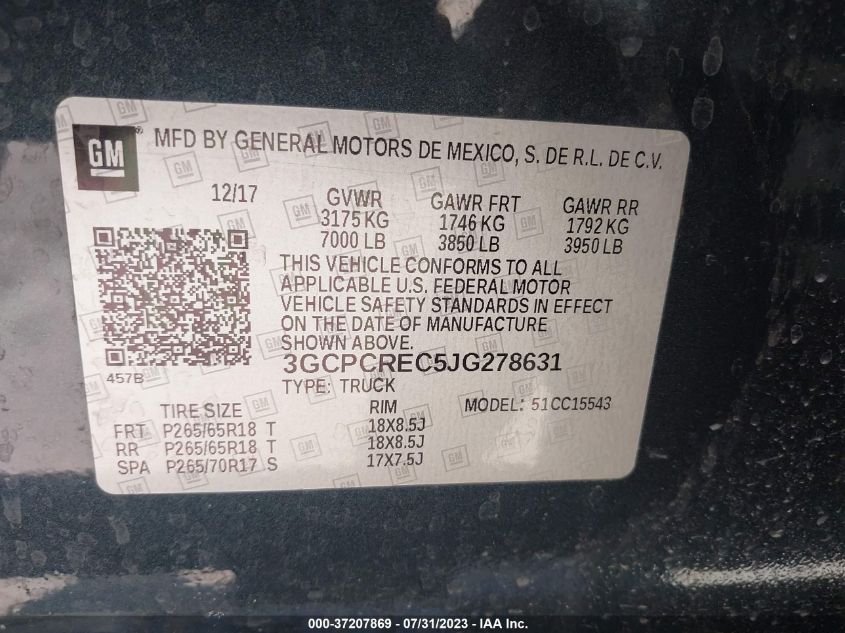 GM
MFD BY GENERAL MOTORS DE MEXICO, S. DE R.L. DE C.V.
12/17 GVWR GAWR FRT GAWR RR
3175 KG 1746 KG 1792 KG
7000 LB 3850 LB 3950 LB
THIS VEHICLE CONFORMS TO ALL
APPLICABLE U.S. FEDERAL MOTOR
VEHICLE SAFETY STANDARDS IN EFFECT
ON THE DATE OF MANUFACTURE
SHOWN ABOVE.
3GCPCREC5JG278631
457B
TYPE: TRUCK
TIRE SIZE RIM MODEL: 51CC15543
FRT P265/65R18 T 18X8.5J
RR P265/65R18 T 18X8.5J
SPA P265/70R17 S 17X7.5J
000-37207869 / 07/31/2023 - IAA Inc.